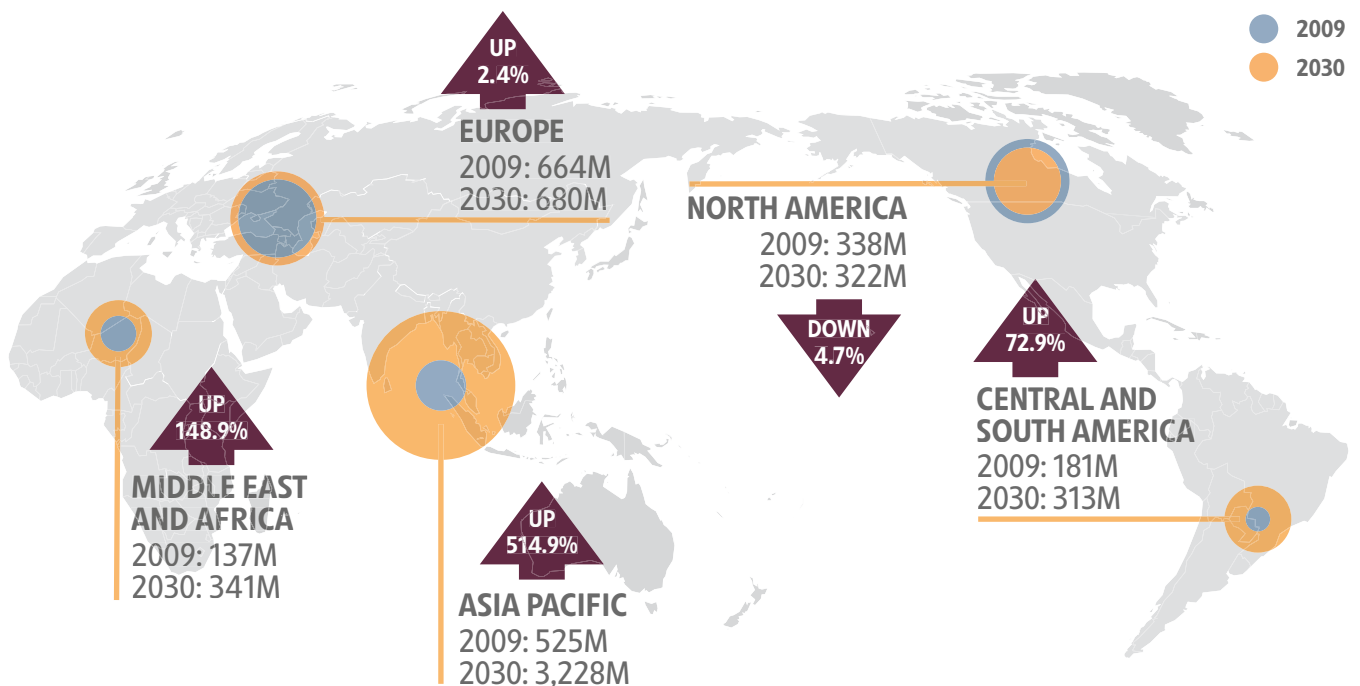 2009
2030
UP
2.4%
EUROPE
2009: 664M
2030: 680M
NORTH AMERICA
2009: 338M
2030: 322M
DOWN
4.7%
UP
72.9%
CENTRAL AND
SOUTH AMERICA
2009: 181M
2030: 313M
UP
148.9%
MIDDLE EAST
AND AFRICA
2009: 137M
2030: 341M
UP
514.9%
ASIA PACIFIC
2009: 525M
2030: 3,228M